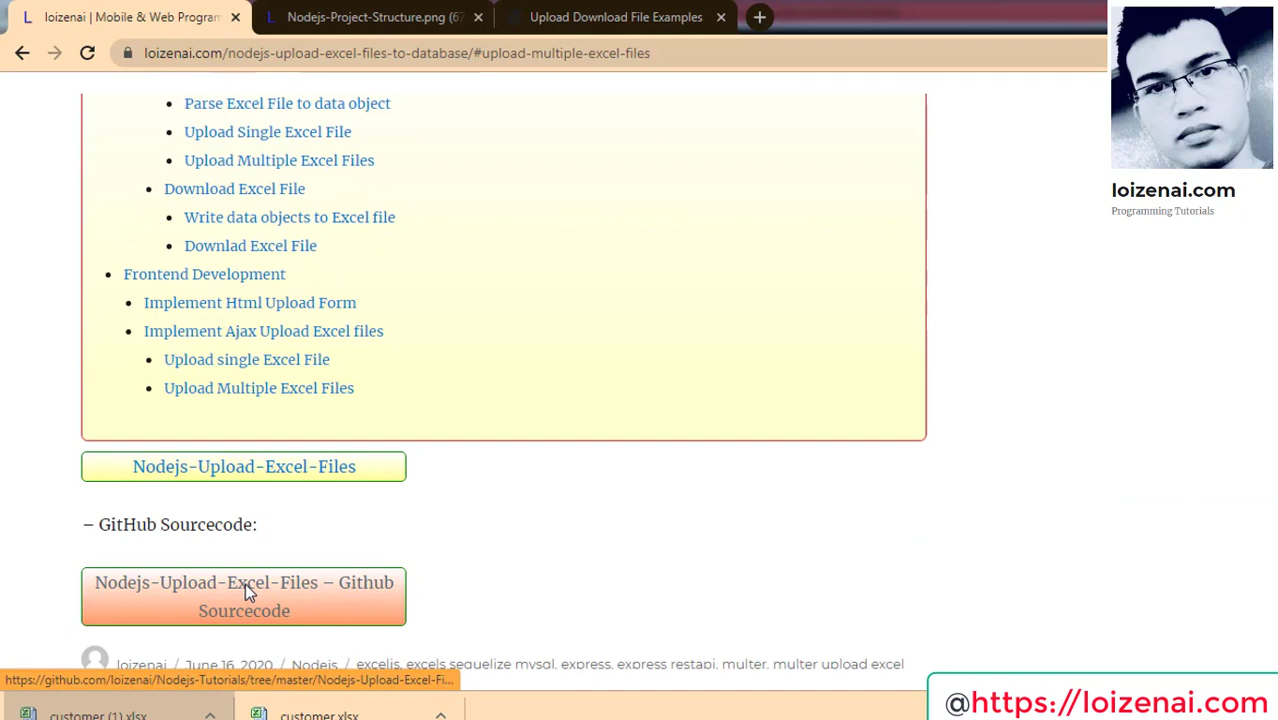 loizenai | Mobile & Web Program
Nodejs-Project-Structure.png (67
Upload Download File Examples
loizenai.com/nodejs-upload-excel-files-to-database/#upload-multiple-excel-files
Parse Excel File to data object
Upload Single Excel File
Upload Multiple Excel Files
Download Excel File
Write data objects to Excel file
Downlad Excel File
Frontend Development
Implement Html Upload Form
Implement Ajax Upload Excel files
Upload single Excel File
Upload Multiple Excel Files
Nodejs-Upload-Excel-Files
– GitHub Sourcecode:
Nodejs-Upload-Excel-Files – Github
Sourcecode
loizenai / June 16, 2020 / Nodejs / exceljs, excels sequelize mysql, express, express restapi, multer, multer upload excel
https://github.com/loizenai/Nodejs-Tutorials/tree/master/Nodejs-Upload-Excel-Fi...
customer (1).xlsx
customer.xlsx
loizenai.com
Programming Tutorials
@https://loizenai.com